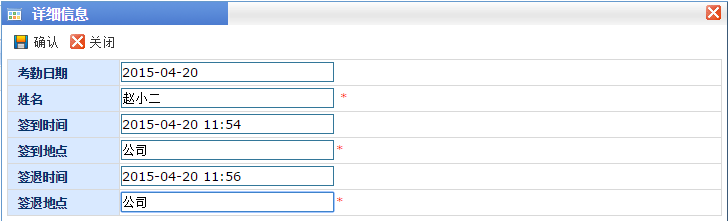 详细信息
确认 关闭
考勤日期 2015-04-20
姓名 赵小二 *
签到时间 2015-04-20 11:54
签到地点 公司 *
签退时间 2015-04-20 11:56
签退地点 公司 *